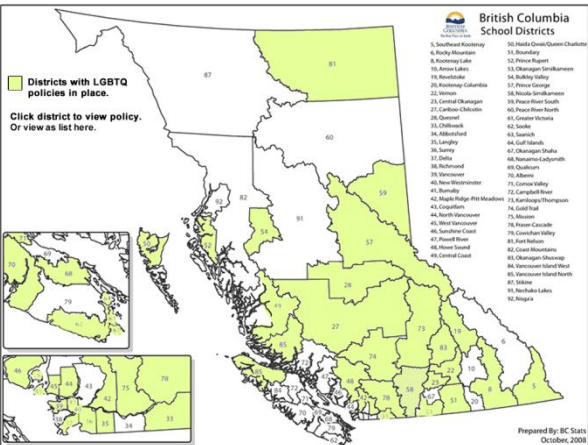 British Columbia
School Districts
BRITISH
COLUMBIA
Districts with LGBTQ
policies in place.
Click district to view policy.
Or view as list here.
5, Southeast Kootenay
6, Rocky Mountain
8, Kootenay Lake
10, Arrow Lakes
19, Revelstoke
20, Kootenay-Columbia
22, Vernon
23, Central Okanagan
27, Cariboo-Chilcotin
28, Quesnel
33, Chilliwack
34, Abbotsford
35, Langley
36, Surrey
37, Delta
38, Richmond
39, Vancouver
40, New Westminster
41, Burnaby
42, Maple Ridge-Pitt Meadows
43, Coquitlam
44, North Vancouver
45, West Vancouver
46, Sunshine Coast
47, Powell River
48, Howe Sound
49, Central Coast
50, Haida Gwaii/Queen Charlotte
51, Boundary
52, Prince Rupert
53, Okanagan Similkameen
54, Bulkley Valley
57, Prince George
58, Nicola-Similkameen
59, Peace River South
60, Peace River North
61, Greater Victoria
62, Sooke
63, Saanich
64, Gulf Islands
67, Okanagan Skaha
68, Nanaimo-Ladysmith
69, Qualicum
70, Alberni
71, Comox Valley
72, Campbell River
73, Kamloops/Thompson
74, Gold Trail
75, Mission
78, Fraser-Cascade
79, Cowichan Valley
81, Fort Nelson
82, Coast Mountains
83, Okanagan-Shuswap
84, Vancouver Island West
85, Vancouver Island North
87, Stikine
91, Nechako Lakes
92, Nisga'a
87
81
60
92
82
59
91
50
52
54
57
28
49
27
6
73
19
83
85
74
72
47
48
78
58
22
23
10
51
20
8
5
84
70
79
62
71
69
70
68
79
62
46
45
44
43
42
75
78
39
38
36
35
34
33
Prepared By: BC Stats
October, 2003